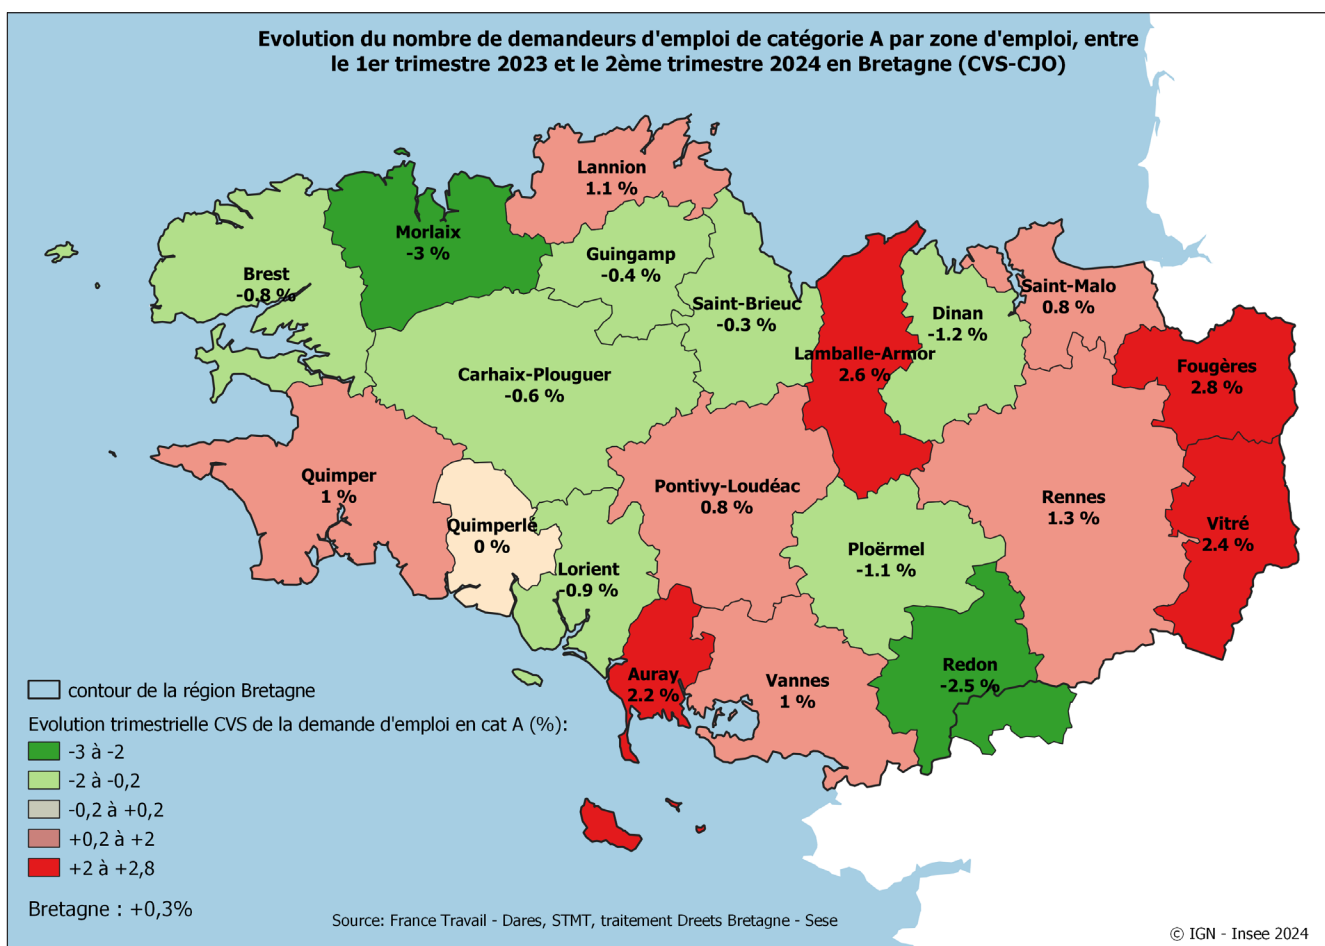 Evolution du nombre de demandeurs d'emploi de catégorie A par zone d'emploi, entre
le 1er trimestre 2023 et le 2ème trimestre 2024 en Bretagne (CVS-CJO)
Lannion
1.1 %
Morlaix
-3 %
Guingamp
-0.4 %
Brest
-0.8 %
Saint-Brieuc
-0.3 %
Saint-Malo
0.8 %
Dinan
-1.2 %
Lamballe-Armor
2.6 %
Fougères
2.8 %
Carhaix-Plouguer
-0.6 %
Quimper
1 %
Pontivy-Loudéac
0.8 %
Rennes
1.3 %
Quimperlé
0 %
Vitré
2.4 %
Ploërmel
-1.1 %
Lorient
-0.9 %
Redon
-2.5 %
Auray
2.2 %
Vannes
1 %
contour de la région Bretagne
Evolution trimestrielle CVS de la demande d'emploi en cat A (%):
-3 à -2
-2 à -0,2
-0,2 à +0,2
+0,2 à +2
+2 à +2,8
Bretagne : +0,3%
Source: France Travail - Dares, STMT, traitement Dreets Bretagne - Sese
© IGN - Insee 2024